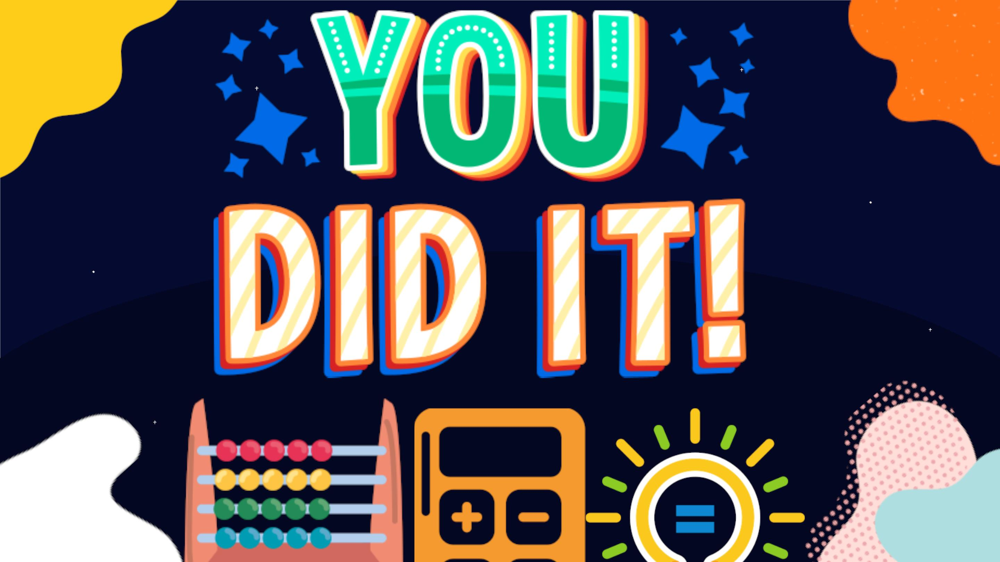 YOU
DID IT!
+ -
=